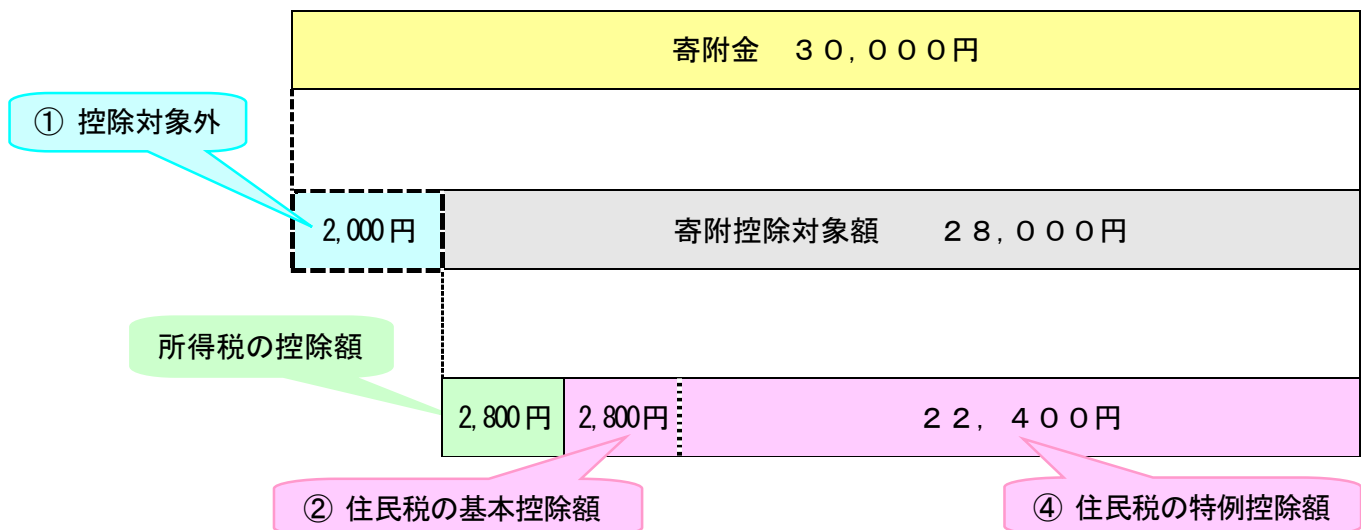 寄附金　３０,０００円
① 控除対象外
2,000円
寄附控除対象額　　２８,０００円
所得税の控除額
2,800円
2,800円
２２，４００円
② 住民税の基本控除額
④ 住民税の特例控除額